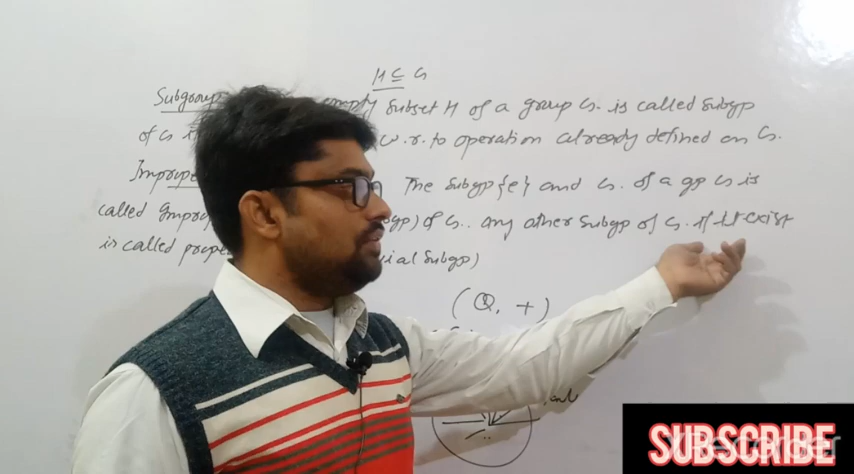 H ⊆ G
Subgroup empty subset H of a group G. is called Subgp
of G w.r. to operation already defined on G.
Improper The Subgp {e} and G. of a gp G is
called Improp gp) of G.. any other Subgp of G. if it exist
is called prope ial Subgp)
(Q, +)
SUBSCRIBE